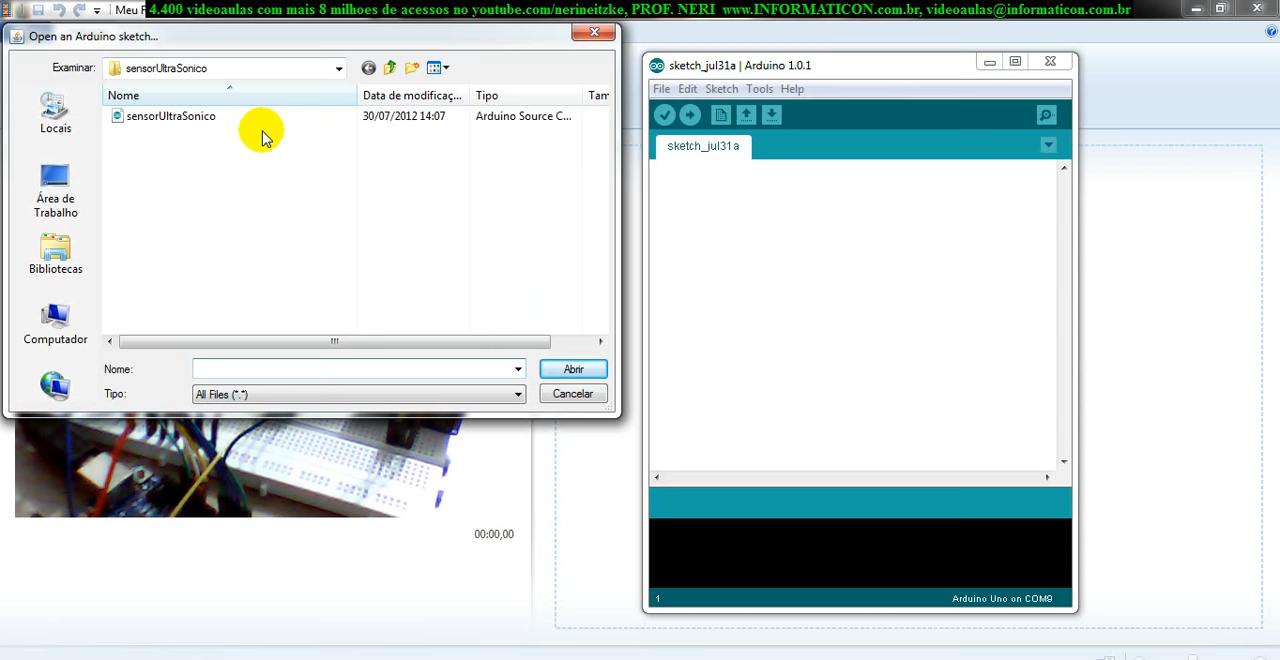 Meu F
4.400 videoaulas com mais 8 milhoes de acessos no youtube.com/nerineitzke, PROF. NERI www.INFORMATICON.com.br, videoaulas@informaticon.com.br
Open an Arduino sketch...
Examinar: sensorUltraSonico
Nome Data de modificaç... Tipo Tam
sensorUltraSonico 30/07/2012 14:07 Arduino Source C...
Locais
Área de
Trabalho
Bibliotecas
Computador
Nome: Abrir
Tipo: All Files (*.*) Cancelar
00:00,00
sketch_jul31a | Arduino 1.0.1
File Edit Sketch Tools Help
sketch_jul31a
1 Arduino Uno on COM9